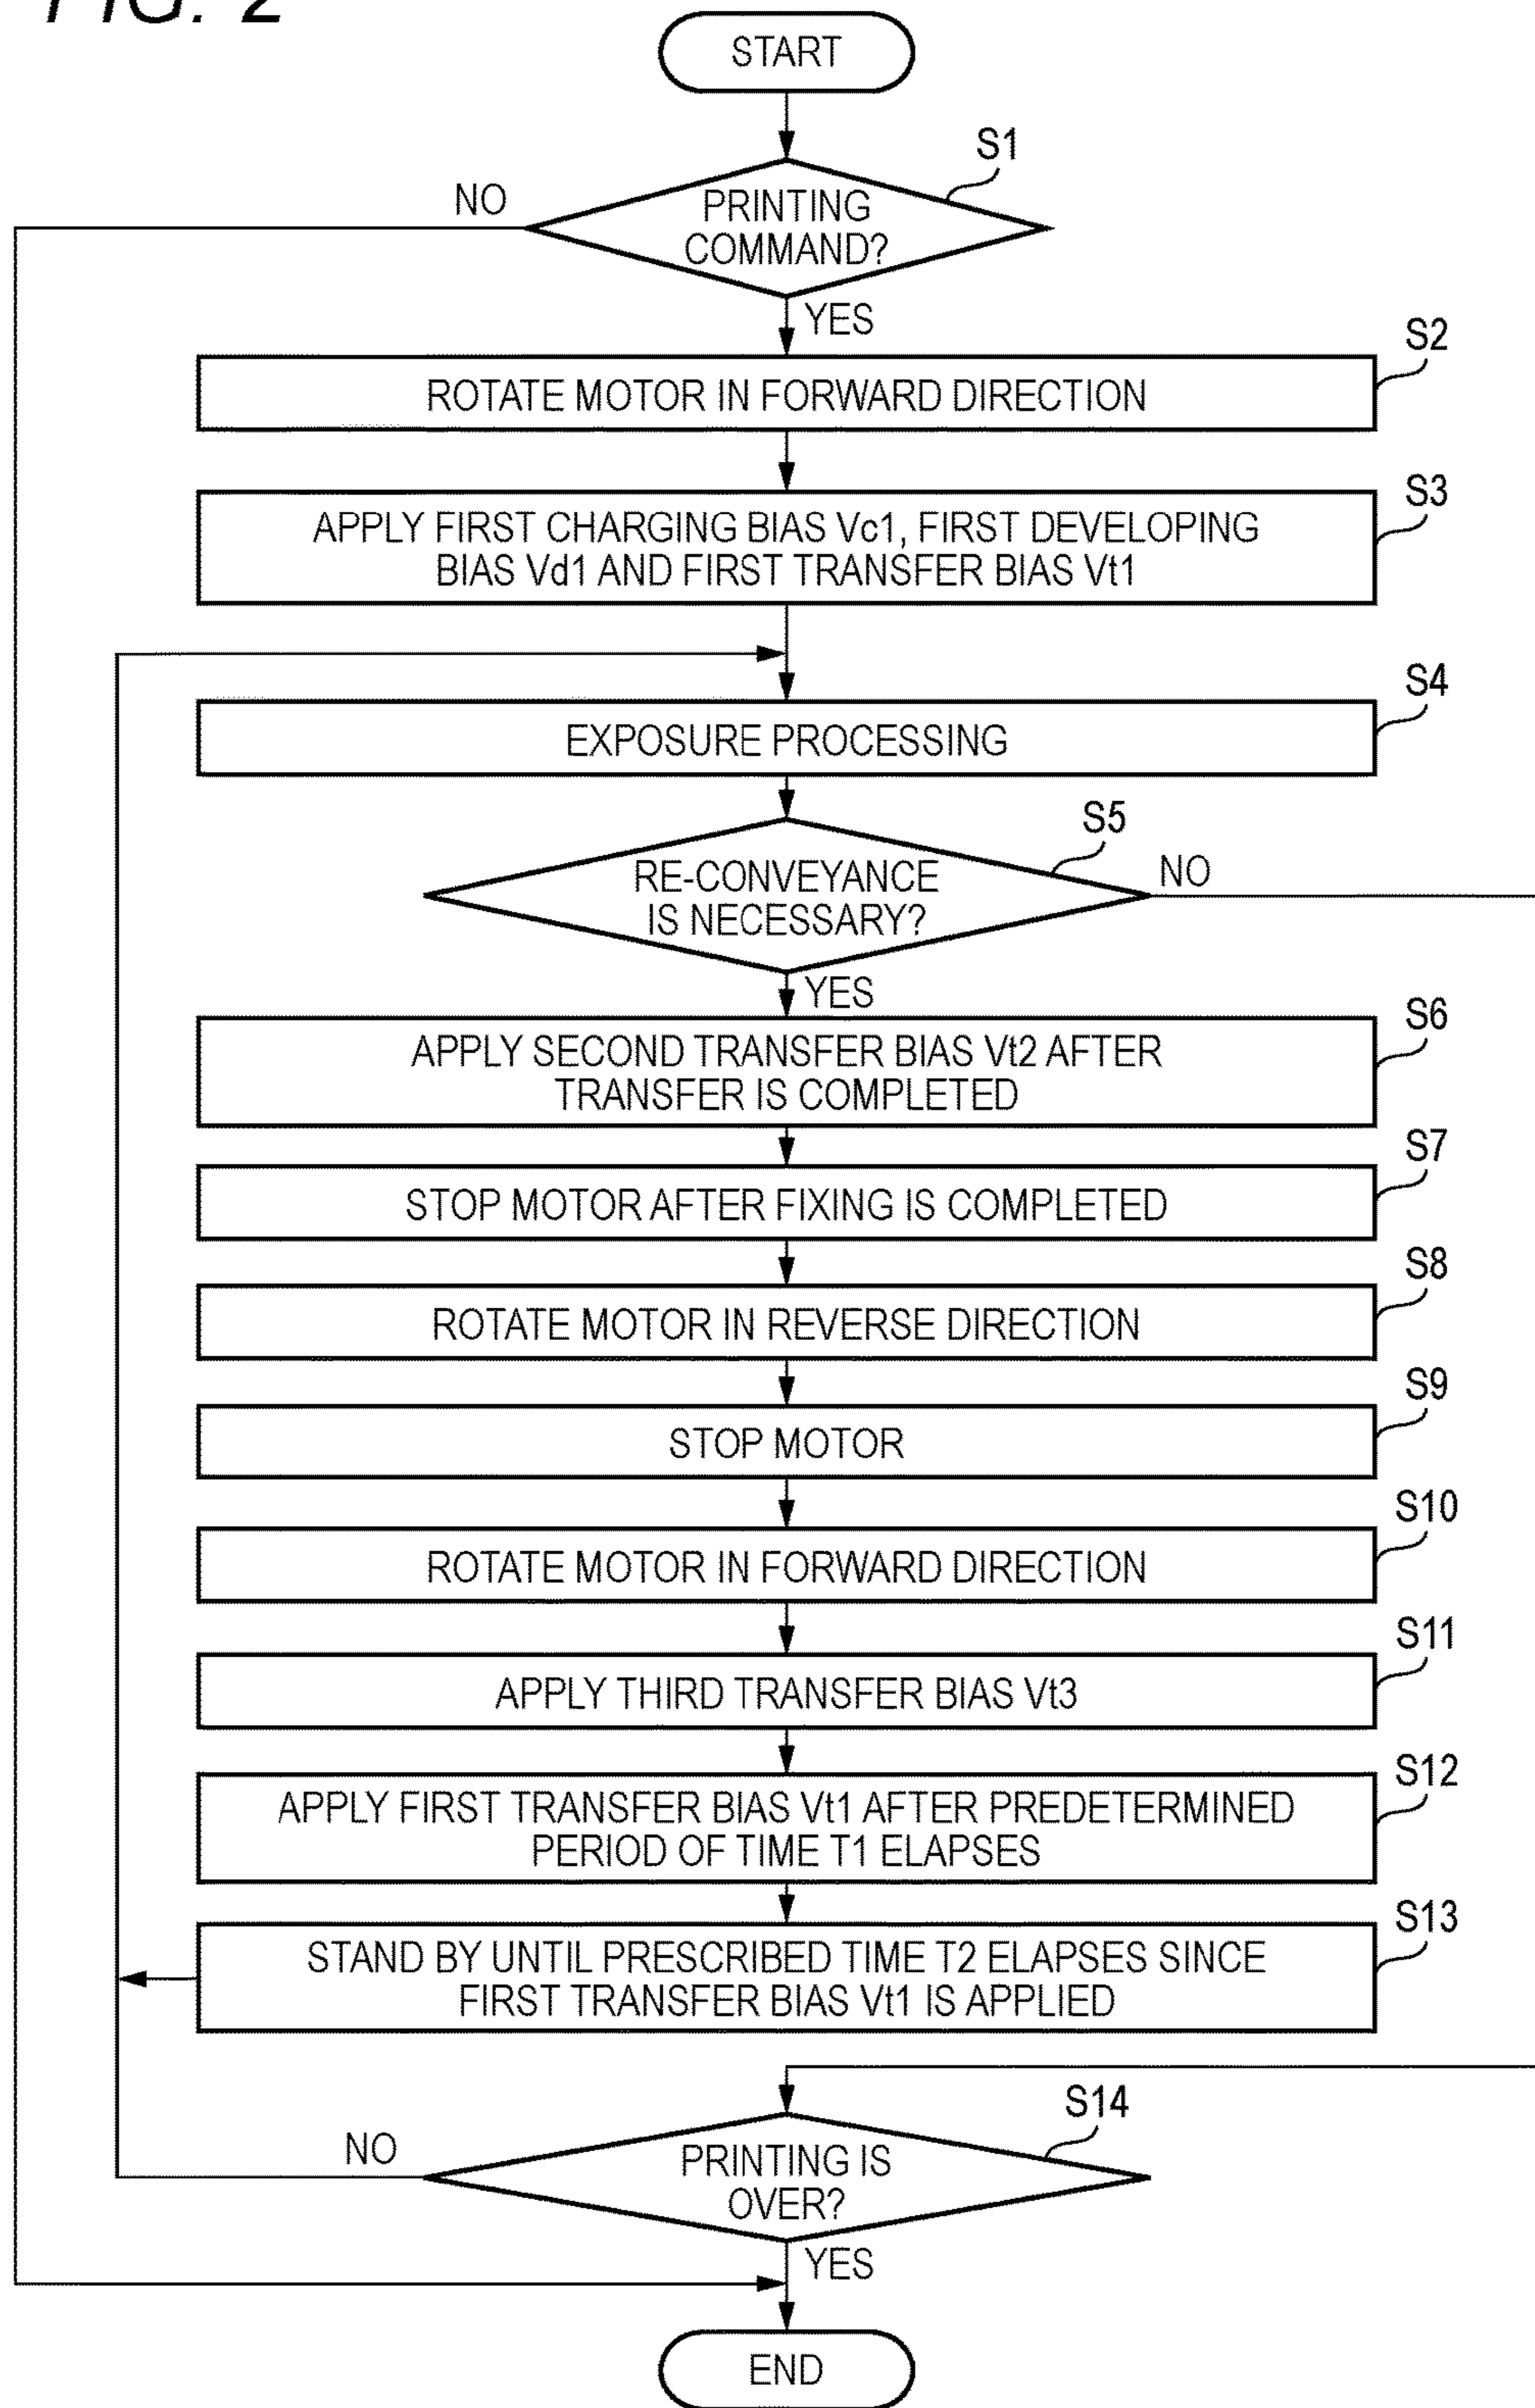 FIG. 2
START
S1
NO
PRINTING
COMMAND?
YES
S2
ROTATE MOTOR IN FORWARD DIRECTION
S3
APPLY FIRST CHARGING BIAS Vc1, FIRST DEVELOPING
BIAS Vd1 AND FIRST TRANSFER BIAS Vt1
S4
EXPOSURE PROCESSING
S5
RE-CONVEYANCE
IS NECESSARY?
NO
YES
S6
APPLY SECOND TRANSFER BIAS Vt2 AFTER
TRANSFER IS COMPLETED
S7
STOP MOTOR AFTER FIXING IS COMPLETED
S8
ROTATE MOTOR IN REVERSE DIRECTION
S9
STOP MOTOR
S10
ROTATE MOTOR IN FORWARD DIRECTION
S11
APPLY THIRD TRANSFER BIAS Vt3
S12
APPLY FIRST TRANSFER BIAS Vt1 AFTER PREDETERMINED
PERIOD OF TIME T1 ELAPSES
S13
STAND BY UNTIL PRESCRIBED TIME T2 ELAPSES SINCE
FIRST TRANSFER BIAS Vt1 IS APPLIED
S14
NO
PRINTING IS
OVER?
YES
END